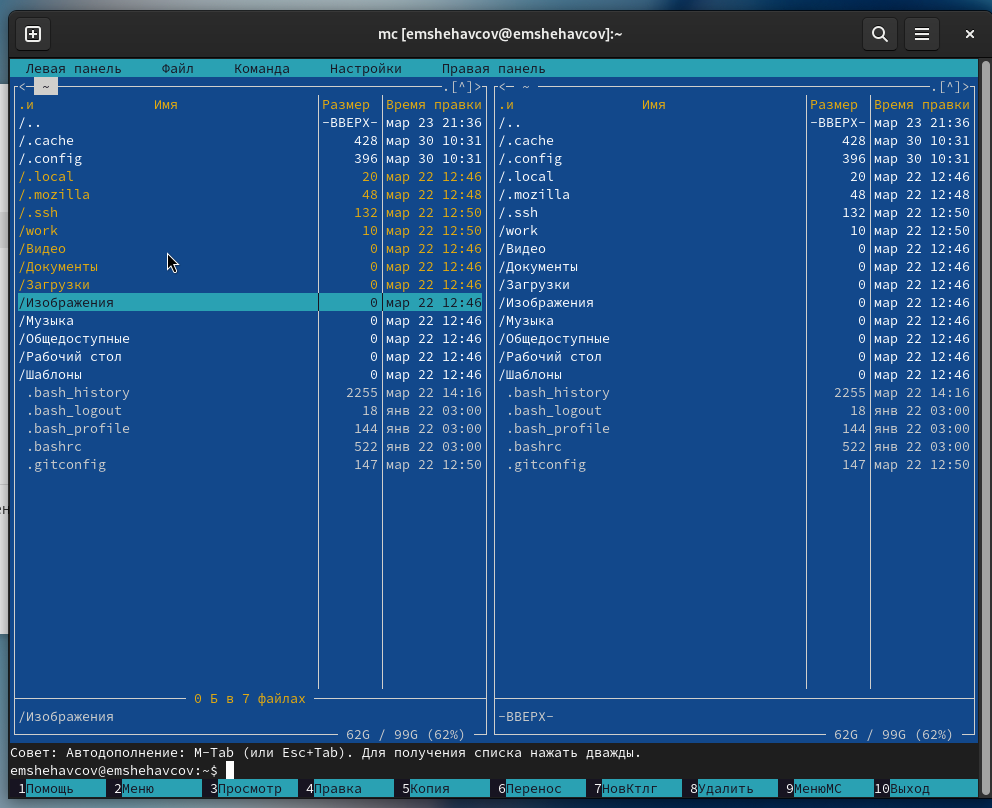 mc [emshehavcov@emshehavcov]:~
Левая панель Файл Команда Настройки Правая панель
<─ ~ .[^]> <─ ~ .[^]>
.и Имя Размер Время правки .и Имя Размер Время правки
/.. -ВВЕРХ- мар 23 21:36 /.. -ВВЕРХ- мар 23 21:36
/.cache 428 мар 30 10:31 /.cache 428 мар 30 10:31
/.config 396 мар 30 10:31 /.config 396 мар 30 10:31
/.local 20 мар 22 12:46 /.local 20 мар 22 12:46
/.mozilla 48 мар 22 12:48 /.mozilla 48 мар 22 12:48
/.ssh 132 мар 22 12:50 /.ssh 132 мар 22 12:50
/work 10 мар 22 12:50 /work 10 мар 22 12:50
/Видео 0 мар 22 12:46 /Видео 0 мар 22 12:46
/Документы 0 мар 22 12:46 /Документы 0 мар 22 12:46
/Загрузки 0 мар 22 12:46 /Загрузки 0 мар 22 12:46
/Изображения 0 мар 22 12:46 /Изображения 0 мар 22 12:46
/Музыка 0 мар 22 12:46 /Музыка 0 мар 22 12:46
/Общедоступные 0 мар 22 12:46 /Общедоступные 0 мар 22 12:46
/Рабочий стол 0 мар 22 12:46 /Рабочий стол 0 мар 22 12:46
/Шаблоны 0 мар 22 12:46 /Шаблоны 0 мар 22 12:46
.bash_history 2255 мар 22 14:16 .bash_history 2255 мар 22 14:16
.bash_logout 18 янв 22 03:00 .bash_logout 18 янв 22 03:00
.bash_profile 144 янв 22 03:00 .bash_profile 144 янв 22 03:00
.bashrc 522 янв 22 03:00 .bashrc 522 янв 22 03:00
.gitconfig 147 мар 22 12:50 .gitconfig 147 мар 22 12:50
0 Б в 7 файлах
/Изображения -ВВЕРХ-
62G / 99G (62%) 62G / 99G (62%)
Совет: Автодополнение: M-Tab (или Esc+Tab). Для получения списка нажать дважды.
emshehavcov@emshehavcov:~$
1Помощь 2Меню 3Просмотр 4Правка 5Копия 6Перенос 7НовКтлг 8Удалить 9МенюМС 10Выход